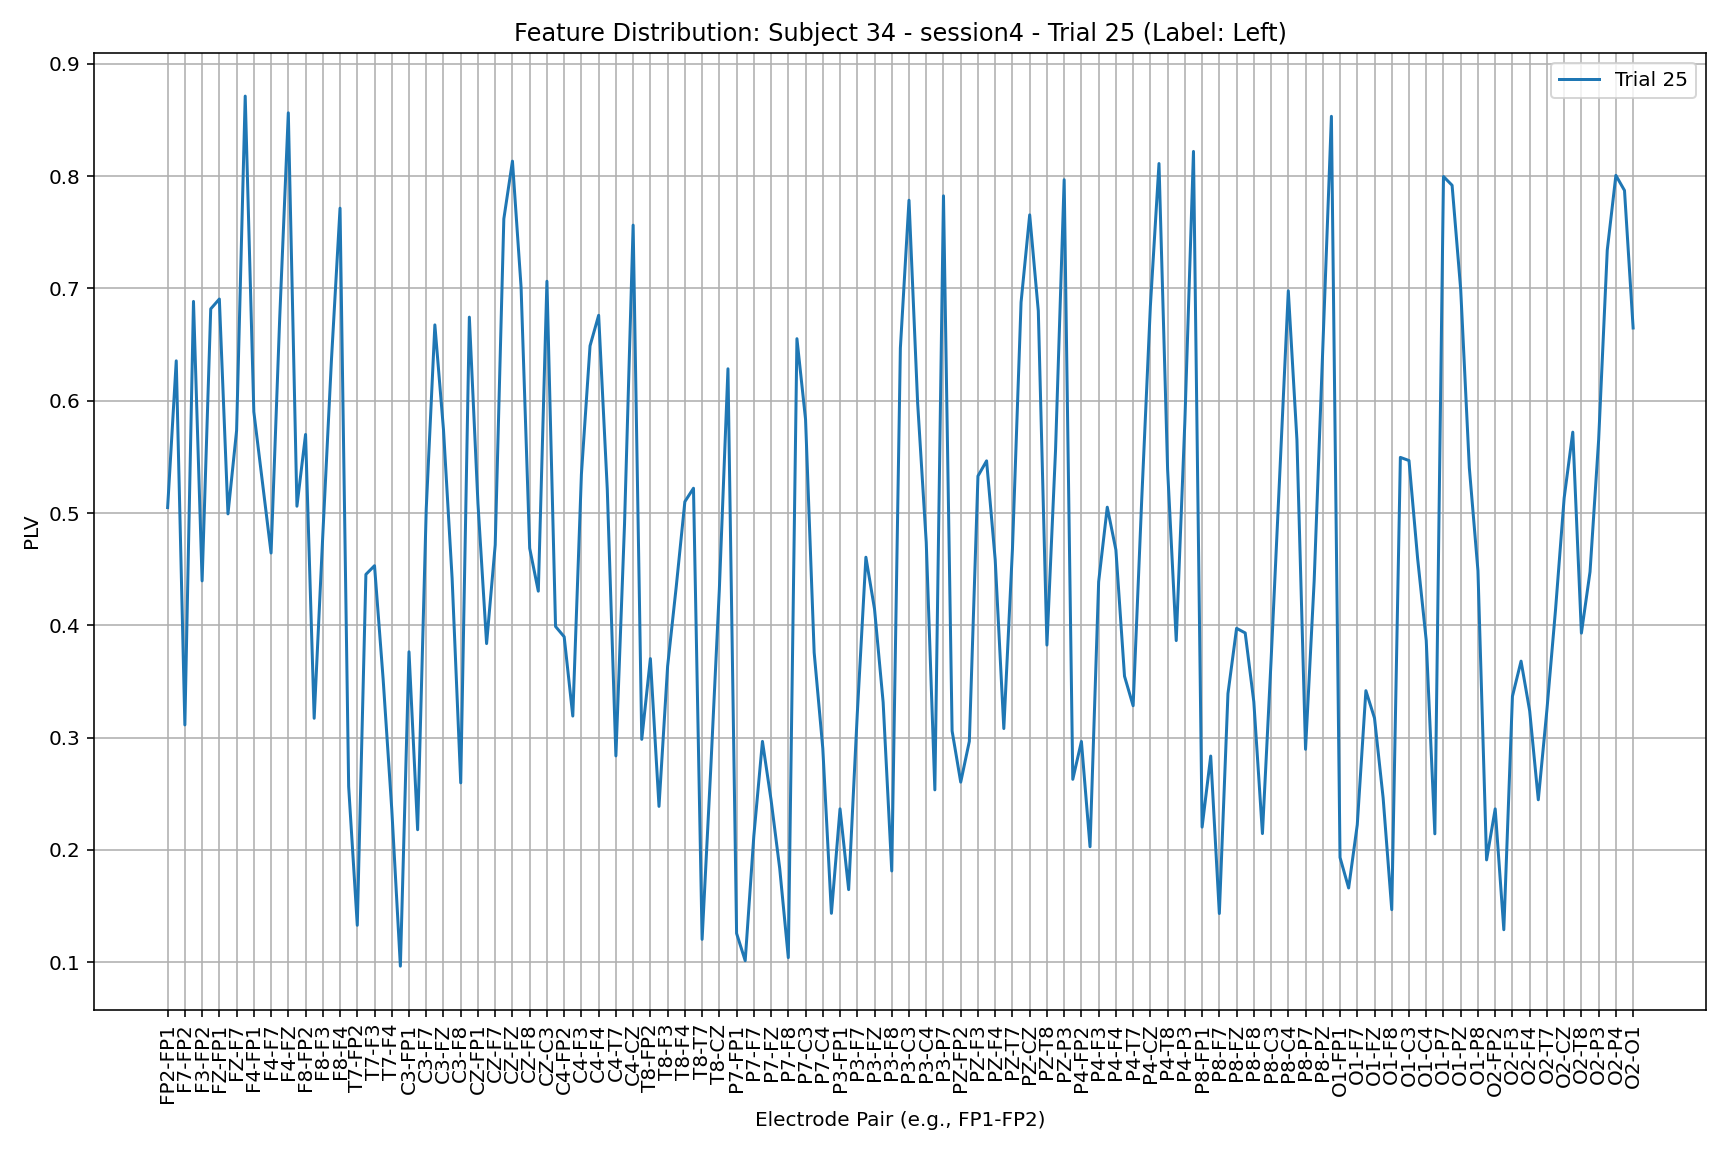 Feature Distribution: Subject 34 - session4 - Trial 25 (Label: Left)
Trial 25
PLV
0.9
0.8
0.7
0.6
0.5
0.4
0.3
0.2
0.1
FP2-FP1
F7-FP2
F3-FP2
FZ-FP1
FZ-F7
F4-FP1
F4-F7
F4-FZ
F8-FP2
F8-F3
F8-F4
T7-FP2
T7-F3
T7-F4
C3-FP1
C3-F7
C3-FZ
C3-F8
CZ-FP1
CZ-F7
CZ-FZ
CZ-F8
CZ-C3
C4-FP2
C4-F3
C4-F4
C4-T7
C4-CZ
T8-FP2
T8-F3
T8-F4
T8-T7
T8-CZ
P7-FP1
P7-F7
P7-FZ
P7-F8
P7-C3
P7-C4
P3-FP1
P3-F7
P3-FZ
P3-F8
P3-C3
P3-C4
P3-P7
PZ-FP2
PZ-F3
PZ-F4
PZ-T7
PZ-CZ
PZ-T8
PZ-P3
P4-FP2
P4-F3
P4-F4
P4-T7
P4-CZ
P4-T8
P4-P3
P8-FP1
P8-F7
P8-FZ
P8-F8
P8-C3
P8-C4
P8-P7
P8-PZ
O1-FP1
O1-F7
O1-FZ
O1-F8
O1-C3
O1-C4
O1-P7
O1-PZ
O1-P8
O2-FP2
O2-F3
O2-F4
O2-T7
O2-CZ
O2-T8
O2-P3
O2-P4
O2-O1
Electrode Pair (e.g., FP1-FP2)